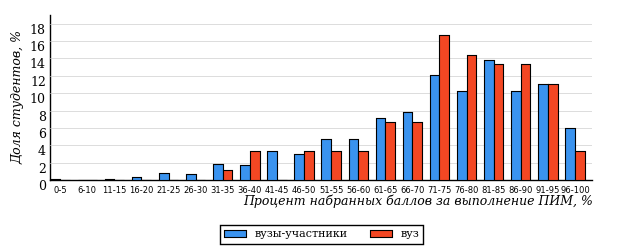 Доля студентов, %
18
16
14
12
10
8
6
4
2
0
0-5 6-10 11-15 16-20 21-25 26-30 31-35 36-40 41-45 46-50 51-55 56-60 61-65 66-70 71-75 76-80 81-85 86-90 91-95 96-100
Процент набранных баллов за выполнение ПИМ, %
вузы-участники вуз